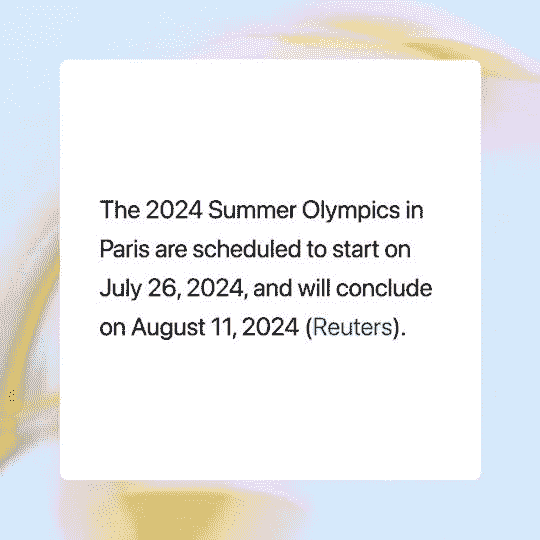 The 2024 Summer Olympics in
Paris are scheduled to start on
July 26, 2024, and will conclude
on August 11, 2024 (Reuters).